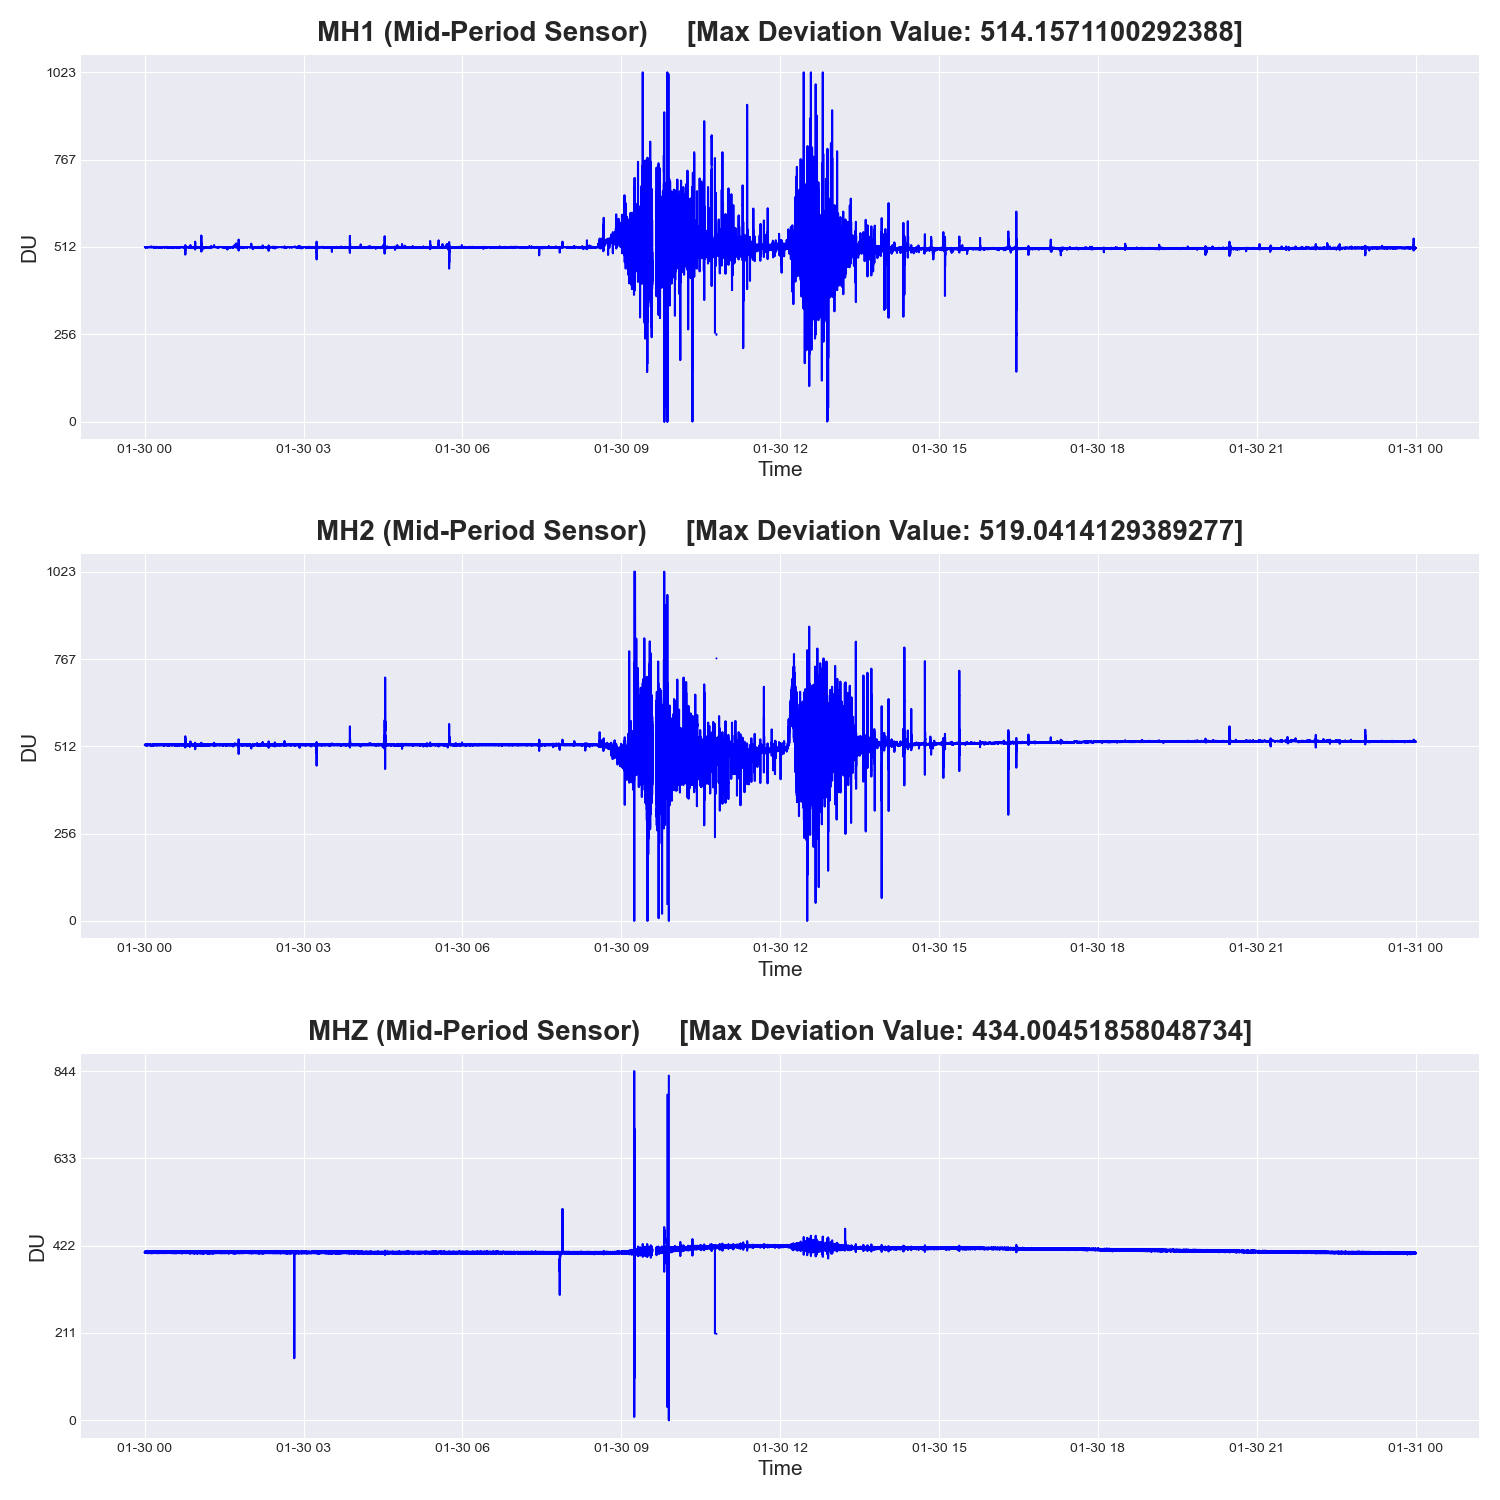 MH1 (Mid-Period Sensor)     [Max Deviation Value: 514.1571100292388]
1023
767
512
256
0
DU
01-30 00 01-30 03 01-30 06 01-30 09 01-30 12 01-30 15 01-30 18 01-30 21 01-31 00
Time
MH2 (Mid-Period Sensor)     [Max Deviation Value: 519.0414129389277]
1023
767
512
256
0
DU
01-30 00 01-30 03 01-30 06 01-30 09 01-30 12 01-30 15 01-30 18 01-30 21 01-31 00
Time
MHZ (Mid-Period Sensor)     [Max Deviation Value: 434.00451858048734]
844
633
422
211
0
DU
01-30 00 01-30 03 01-30 06 01-30 09 01-30 12 01-30 15 01-30 18 01-30 21 01-31 00
Time